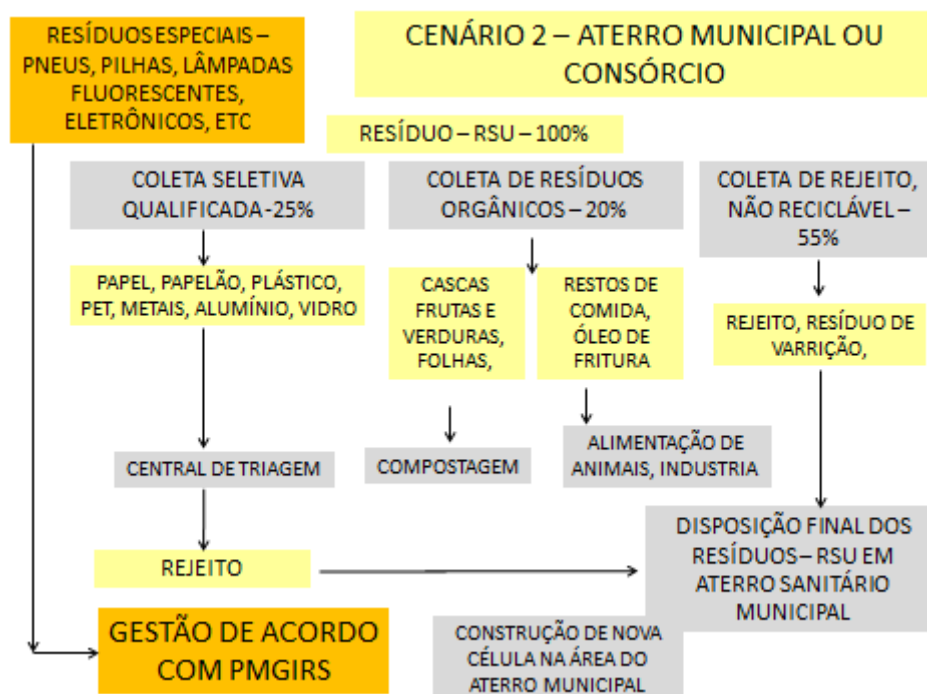 RESÍDUOS ESPECIAIS –
PNEUS, PILHAS, LÂMPADAS
FLUORESCENTES,
ELETRÔNICOS, ETC
CENÁRIO 2 – ATERRO MUNICIPAL OU
CONSÓRCIO
RESÍDUO – RSU – 100%
COLETA SELETIVA
QUALIFICADA -25%
COLETA DE RESÍDUOS
ORGÂNICOS – 20%
COLETA DE REJEITO,
NÃO RECICLÁVEL –
55%
PAPEL, PAPELÃO, PLÁSTICO,
PET, METAIS, ALUMÍNIO, VIDRO
CASCAS
FRUTAS E
VERDURAS,
FOLHAS,
RESTOS DE
COMIDA,
ÓLEO DE
FRITURA
REJEITO, RESÍDUO DE
VARRIÇÃO,
CENTRAL DE TRIAGEM
COMPOSTAGEM
ALIMENTAÇÃO DE
ANIMAIS, INDUSTRIA
REJEITO
DISPOSIÇÃO FINAL DOS
RESÍDUOS – RSU EM
ATERRO SANITÁRIO
MUNICIPAL
GESTÃO DE ACORDO
COM PMGIRS
CONSTRUÇÃO DE NOVA
CÉLULA NA ÁREA DO
ATERRO MUNICIPAL